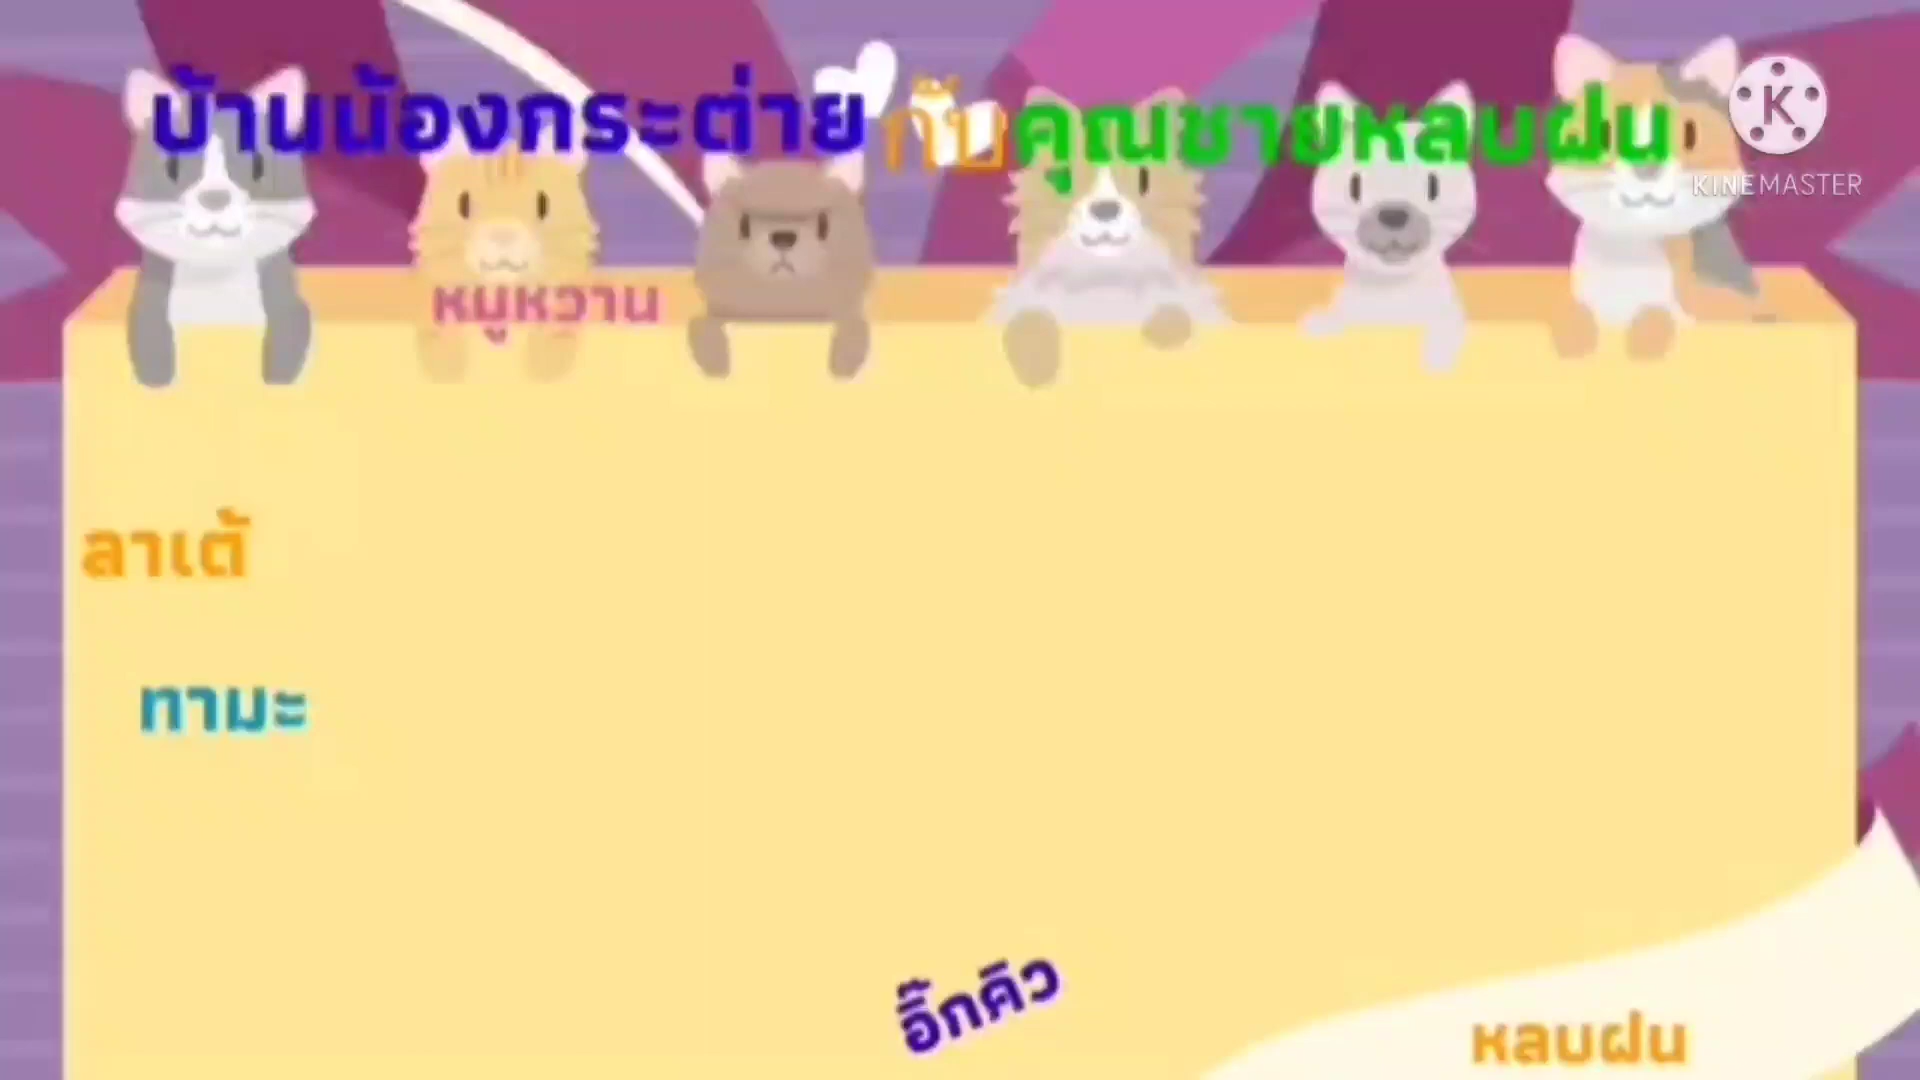 บ้านน้องกระต่าย กับ คุณชายหลบฝน
KINEMASTER
หมูหวาน
ลาเต้
ทามะ
อิ๊กคิว
หลบฝน